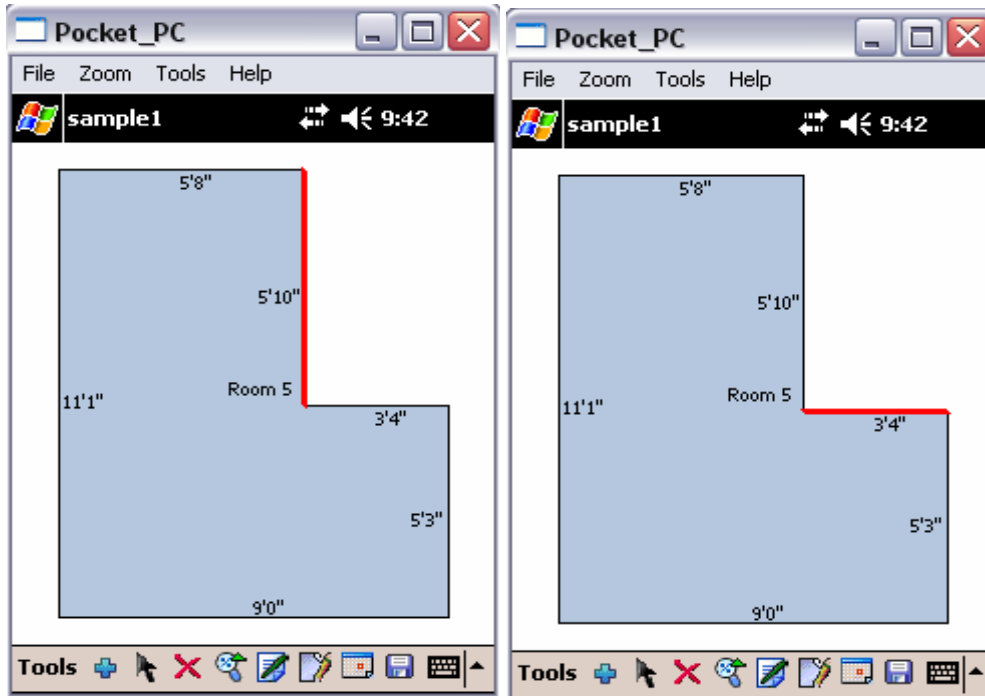 Pocket_PC
File Zoom Tools Help
sample1 9:42
5'8"
5'10"
Room 5
11'1"
3'4"
5'3"
9'0"
Tools
Pocket_PC
File Zoom Tools Help
sample1 9:42
5'8"
5'10"
Room 5
11'1"
3'4"
5'3"
9'0"
Tools